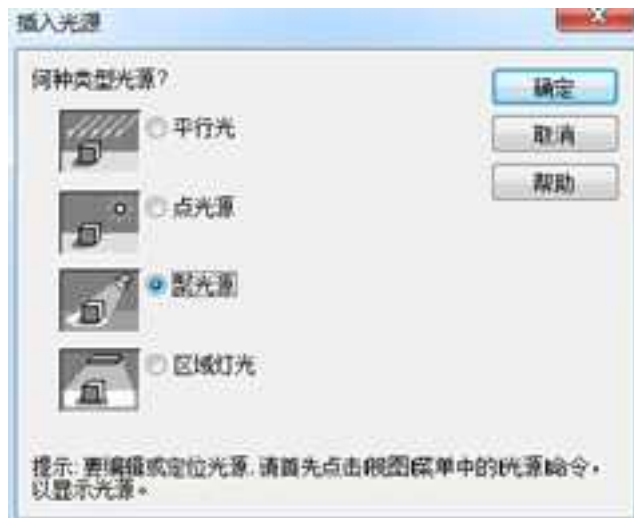 插入光源
何种类型光源?
确定
平行光
取消
帮助
点光源
聚光源
区域灯光
提示: 要编辑或定位光源, 请首先点击“视图”菜单中的“光源”命令,
以显示光源。